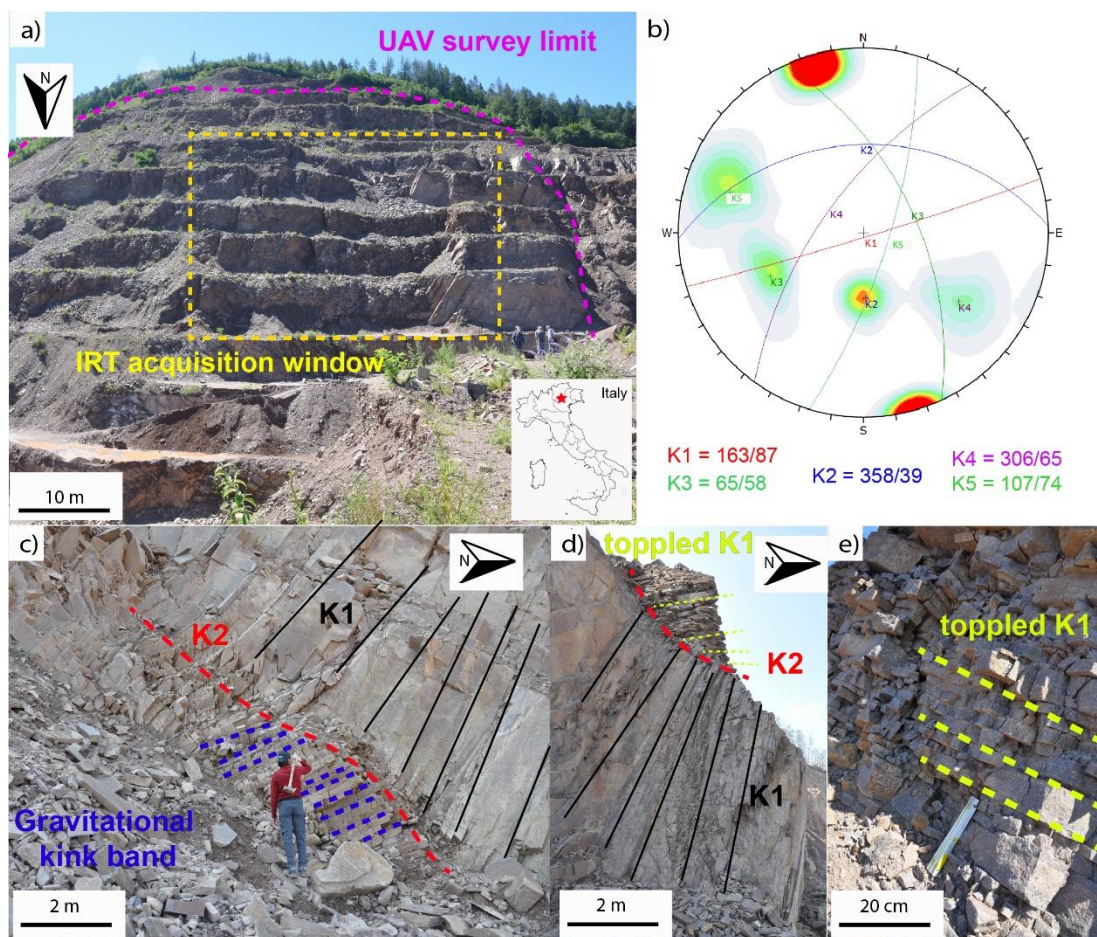 a)
UAV survey limit
N
IRT acquisition window
Italy
10 m
b)
N
K2
K5
K4
K3
W
E
K1
K5
K3
K2
K4
S
K1 = 163/87
K4 = 306/65
K2 = 358/39
K3 = 65/58
K5 = 107/74
c)
N
K1
K2
Gravitational
kink band
2 m
d)
toppled K1
N
K2
K1
2 m
e)
toppled K1
20 cm